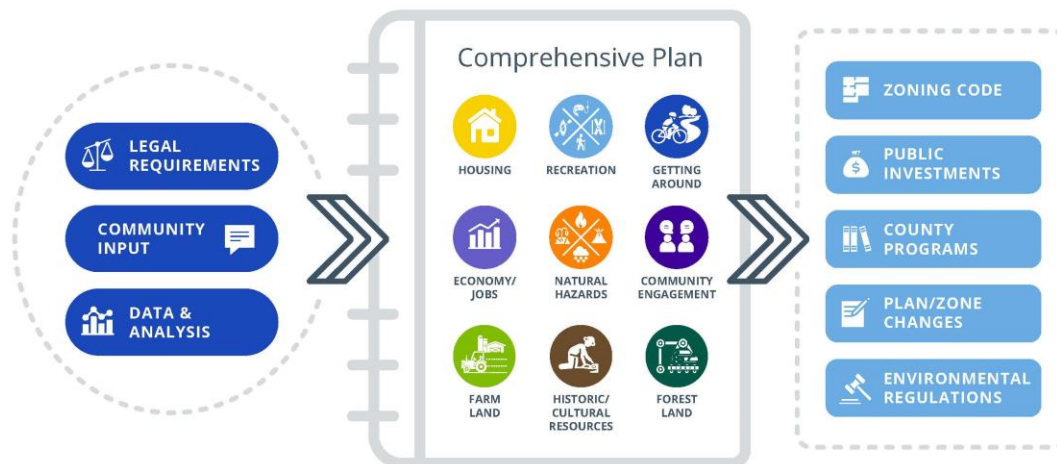 LEGAL
REQUIREMENTS
COMMUNITY
INPUT
DATA &
ANALYSIS
Comprehensive Plan
HOUSING
RECREATION
GETTING
AROUND
ECONOMY/
JOBS
NATURAL
HAZARDS
COMMUNITY
ENGAGEMENT
FARM
LAND
HISTORIC/
CULTURAL
RESOURCES
FOREST
LAND
ZONING CODE
PUBLIC
INVESTMENTS
COUNTY
PROGRAMS
PLAN/ZONE
CHANGES
ENVIRONMENTAL
REGULATIONS